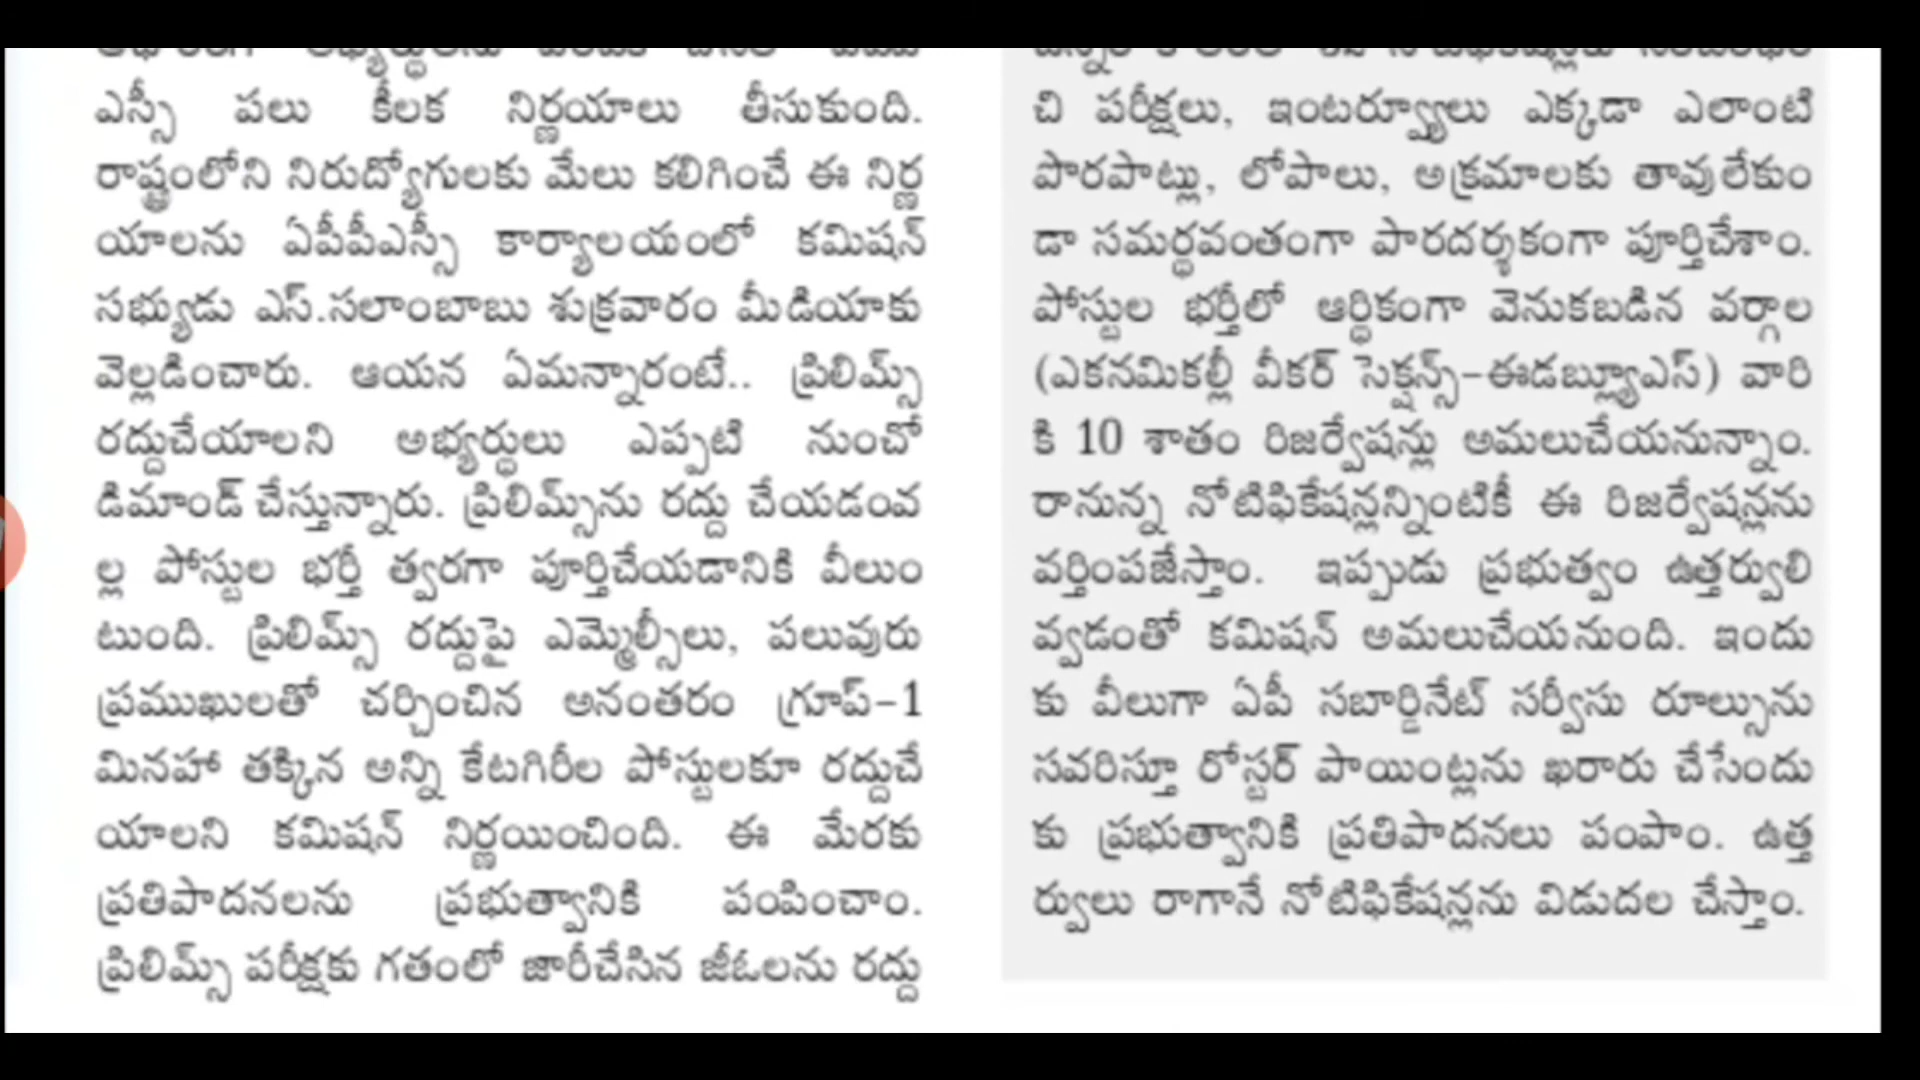 ఎస్సీ పలు కీలక నిర్ణయాలు తీసుకుంది.
రాష్ట్రంలోని నిరుద్యోగులకు మేలు కలిగించే ఈ నిర్ణ
యాలను ఏపీపీఎస్సీ కార్యాలయంలో కమిషన్
సభ్యుడు ఎస్.సలాంబాబు శుక్రవారం మీడియాకు
వెల్లడించారు. ఆయన ఏమన్నారంటే.. ప్రిలిమ్స్
రద్దుచేయాలని అభ్యర్థులు ఎప్పటి నుంచో
డిమాండ్ చేస్తున్నారు. ప్రిలిమ్స్‌ను రద్దు చేయడంవ
ల్ల పోస్టుల భర్తీ త్వరగా పూర్తిచేయడానికి వీలుం
టుంది. ప్రిలిమ్స్ రద్దుపై ఎమ్మెల్సీలు, పలువురు
ప్రముఖులతో చర్చించిన అనంతరం గ్రూప్-1
మినహా తక్కిన అన్ని కేటగిరీల పోస్టులకూ రద్దుచే
యాలని కమిషన్ నిర్ణయించింది. ఈ మేరకు
ప్రతిపాదనలను ప్రభుత్వానికి పంపించాం.
ప్రిలిమ్స్ పరీక్షకు గతంలో జారీచేసిన జీఓలను రద్దు
చి పరీక్షలు, ఇంటర్వ్యూలు ఎక్కడా ఎలాంటి
పొరపాట్లు, లోపాలు, అక్రమాలకు తావులేకుం
డా సమర్థవంతంగా పారదర్శకంగా పూర్తిచేశాం.
పోస్టుల భర్తీలో ఆర్థికంగా వెనుకబడిన వర్గాల
(ఎకనమికల్లీ వీకర్ సెక్షన్స్-ఈడబ్ల్యూఎస్) వారి
కి 10 శాతం రిజర్వేషన్లు అమలుచేయనున్నాం.
రానున్న నోటిఫికేషన్లన్నింటికీ ఈ రిజర్వేషన్లను
వర్తింపజేస్తాం. ఇప్పుడు ప్రభుత్వం ఉత్తర్వులి
వ్వడంతో కమిషన్ అమలుచేయనుంది. ఇందు
కు వీలుగా ఏపీ సబార్డినేట్ సర్వీసు రూల్సును
సవరిస్తూ రోస్టర్ పాయింట్లను ఖరారు చేసేందు
కు ప్రభుత్వానికి ప్రతిపాదనలు పంపాం. ఉత్త
ర్వులు రాగానే నోటిఫికేషన్లను విడుదల చేస్తాం.